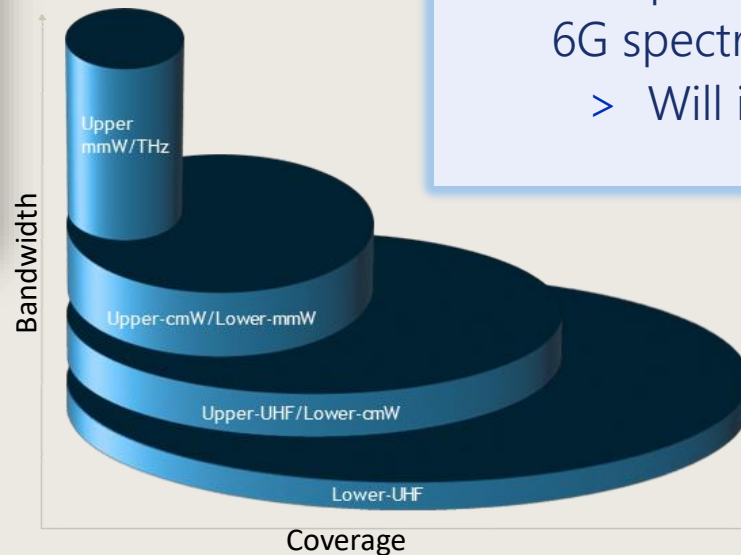 6G spectr
> Will i
Upper
mmW/THz
Upper-cmW/Lower-mmW
Upper-UHF/Lower-cmW
Lower-UHF
Bandwidth
Coverage